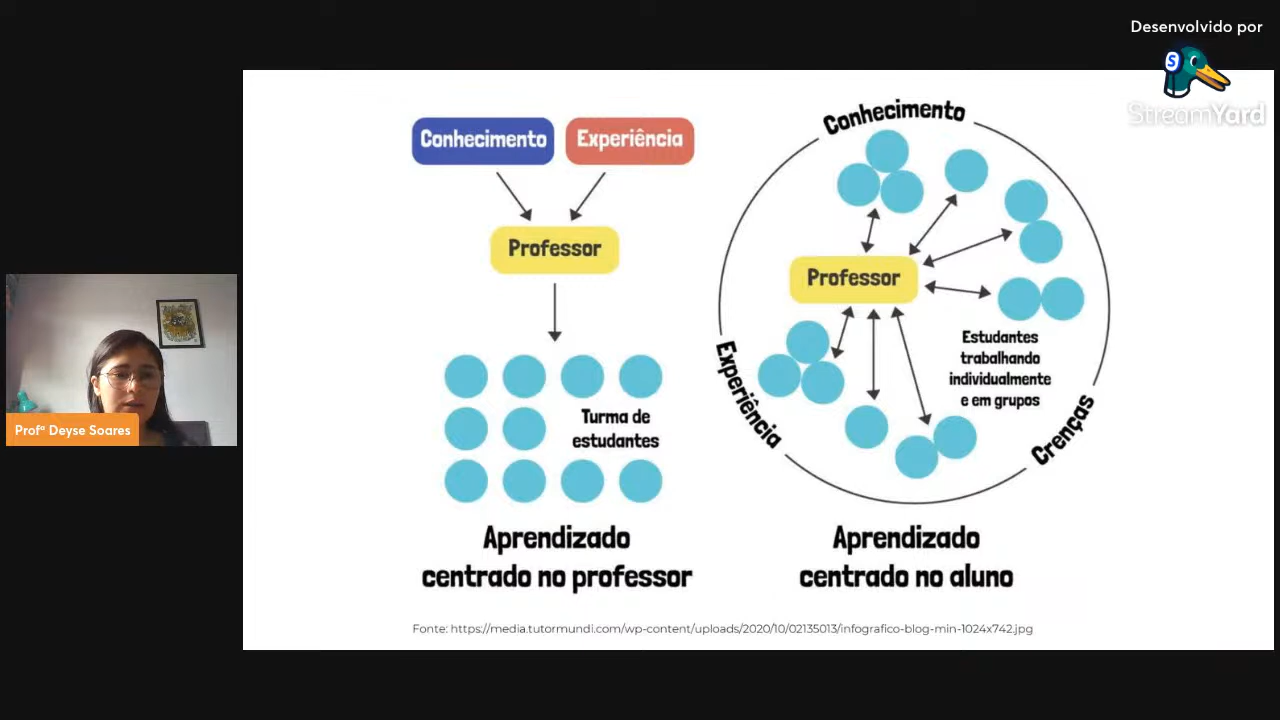 Desenvolvido por
S
StreamYard
Conhecimento
Experiência
Professor
Turma de
estudantes
Aprendizado
centrado no professor
Conhecimento
Professor
Estudantes
trabalhando
individualmente
e em grupos
Experiência
Crenças
Aprendizado
centrado no aluno
Fonte: https://media.tutormundi.com/wp-content/uploads/2020/10/02135013/infografico-blog-min-1024x742.jpg
Profª Deyse Soares